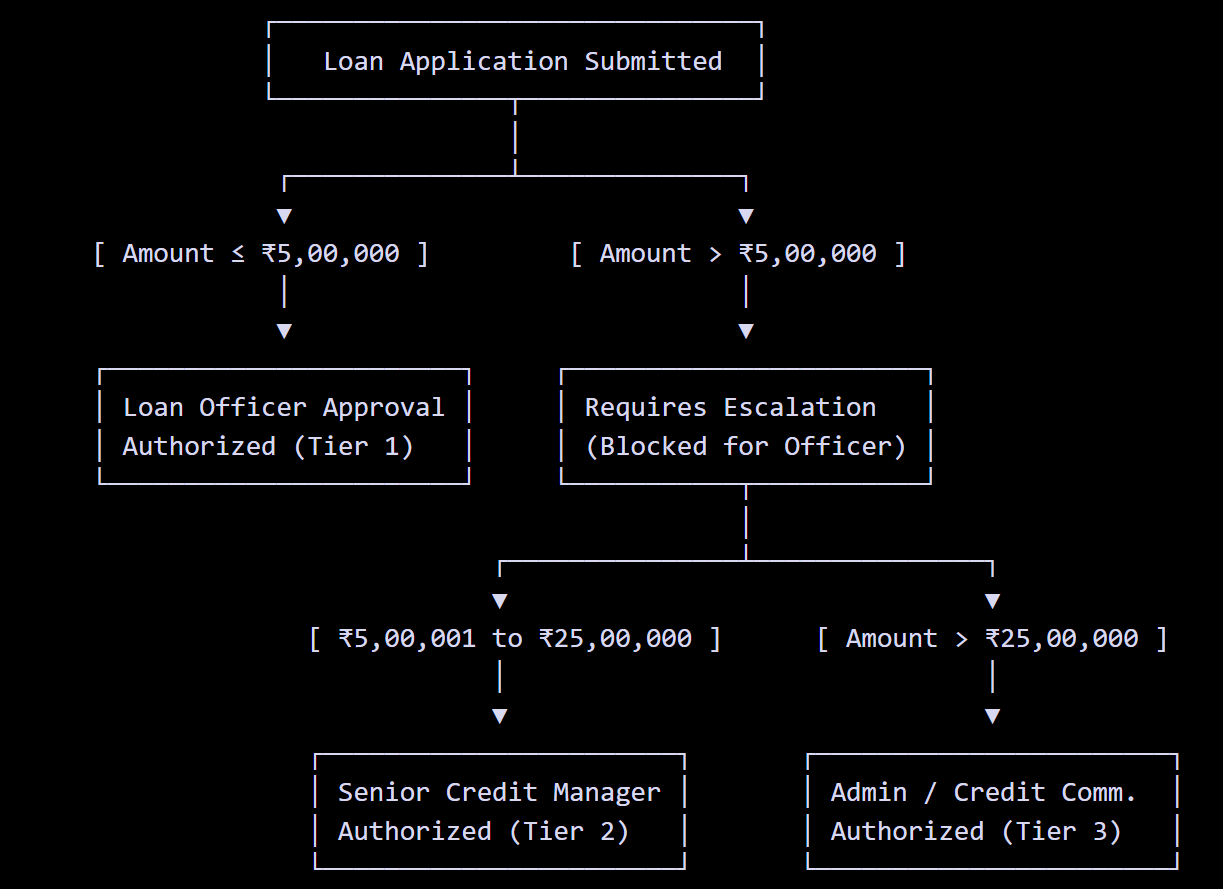 Loan Application Submitted
[ Amount ≤ ₹5,00,000 ]
[ Amount > ₹5,00,000 ]
Loan Officer Approval
Authorized (Tier 1)
Requires Escalation
(Blocked for Officer)
[ ₹5,00,001 to ₹25,00,000 ]
[ Amount > ₹25,00,000 ]
Senior Credit Manager
Authorized (Tier 2)
Admin / Credit Comm.
Authorized (Tier 3)